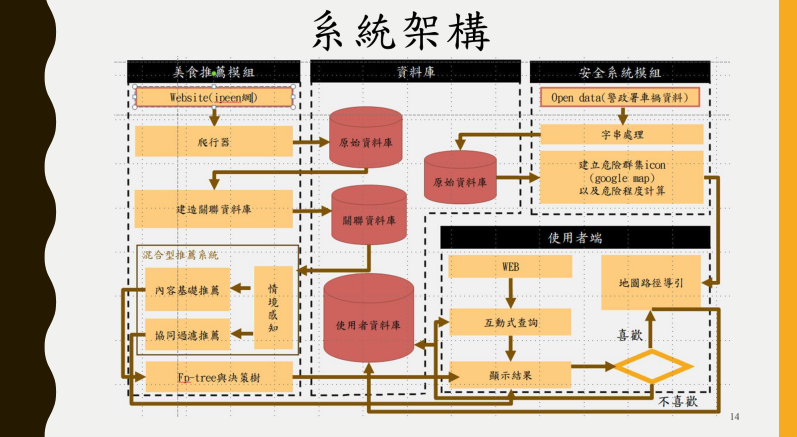 系統架構
美食推薦模組
Website(ipeen網)
爬行器
建造關聯資料庫
混合型推薦系統
內容基礎推薦
協同過濾推薦
情境感知
Fp-tree與決策樹
資料庫
原始資料庫
關聯資料庫
使用者資料庫
原始資料庫
安全系統模組
Open data(警政署車禍資料)
字串處理
建立危險群集icon
(google map)
以及危險程度計算
使用者端
WEB
互動式查詢
顯示結果
地圖路徑導引
喜歡
不喜歡
14